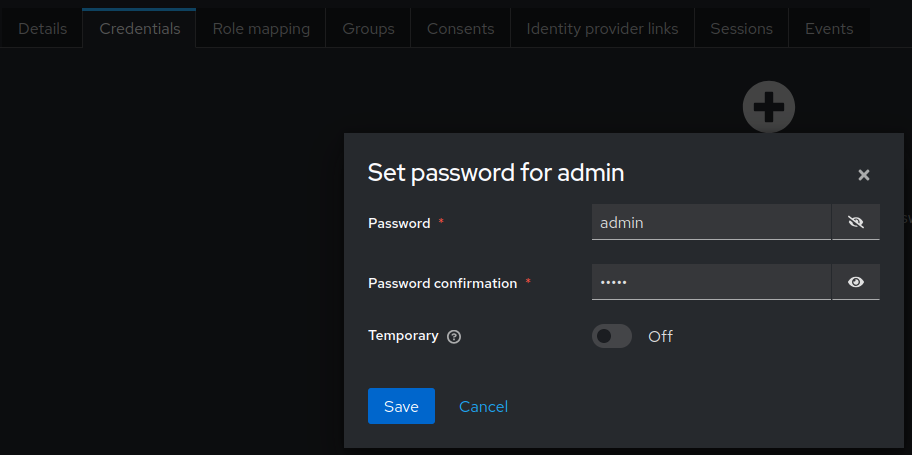 Details Credentials Role mapping Groups Consents Identity provider links Sessions Events
Set password for admin
Password *
admin
Password confirmation *
•••••
Temporary
Off
Save Cancel